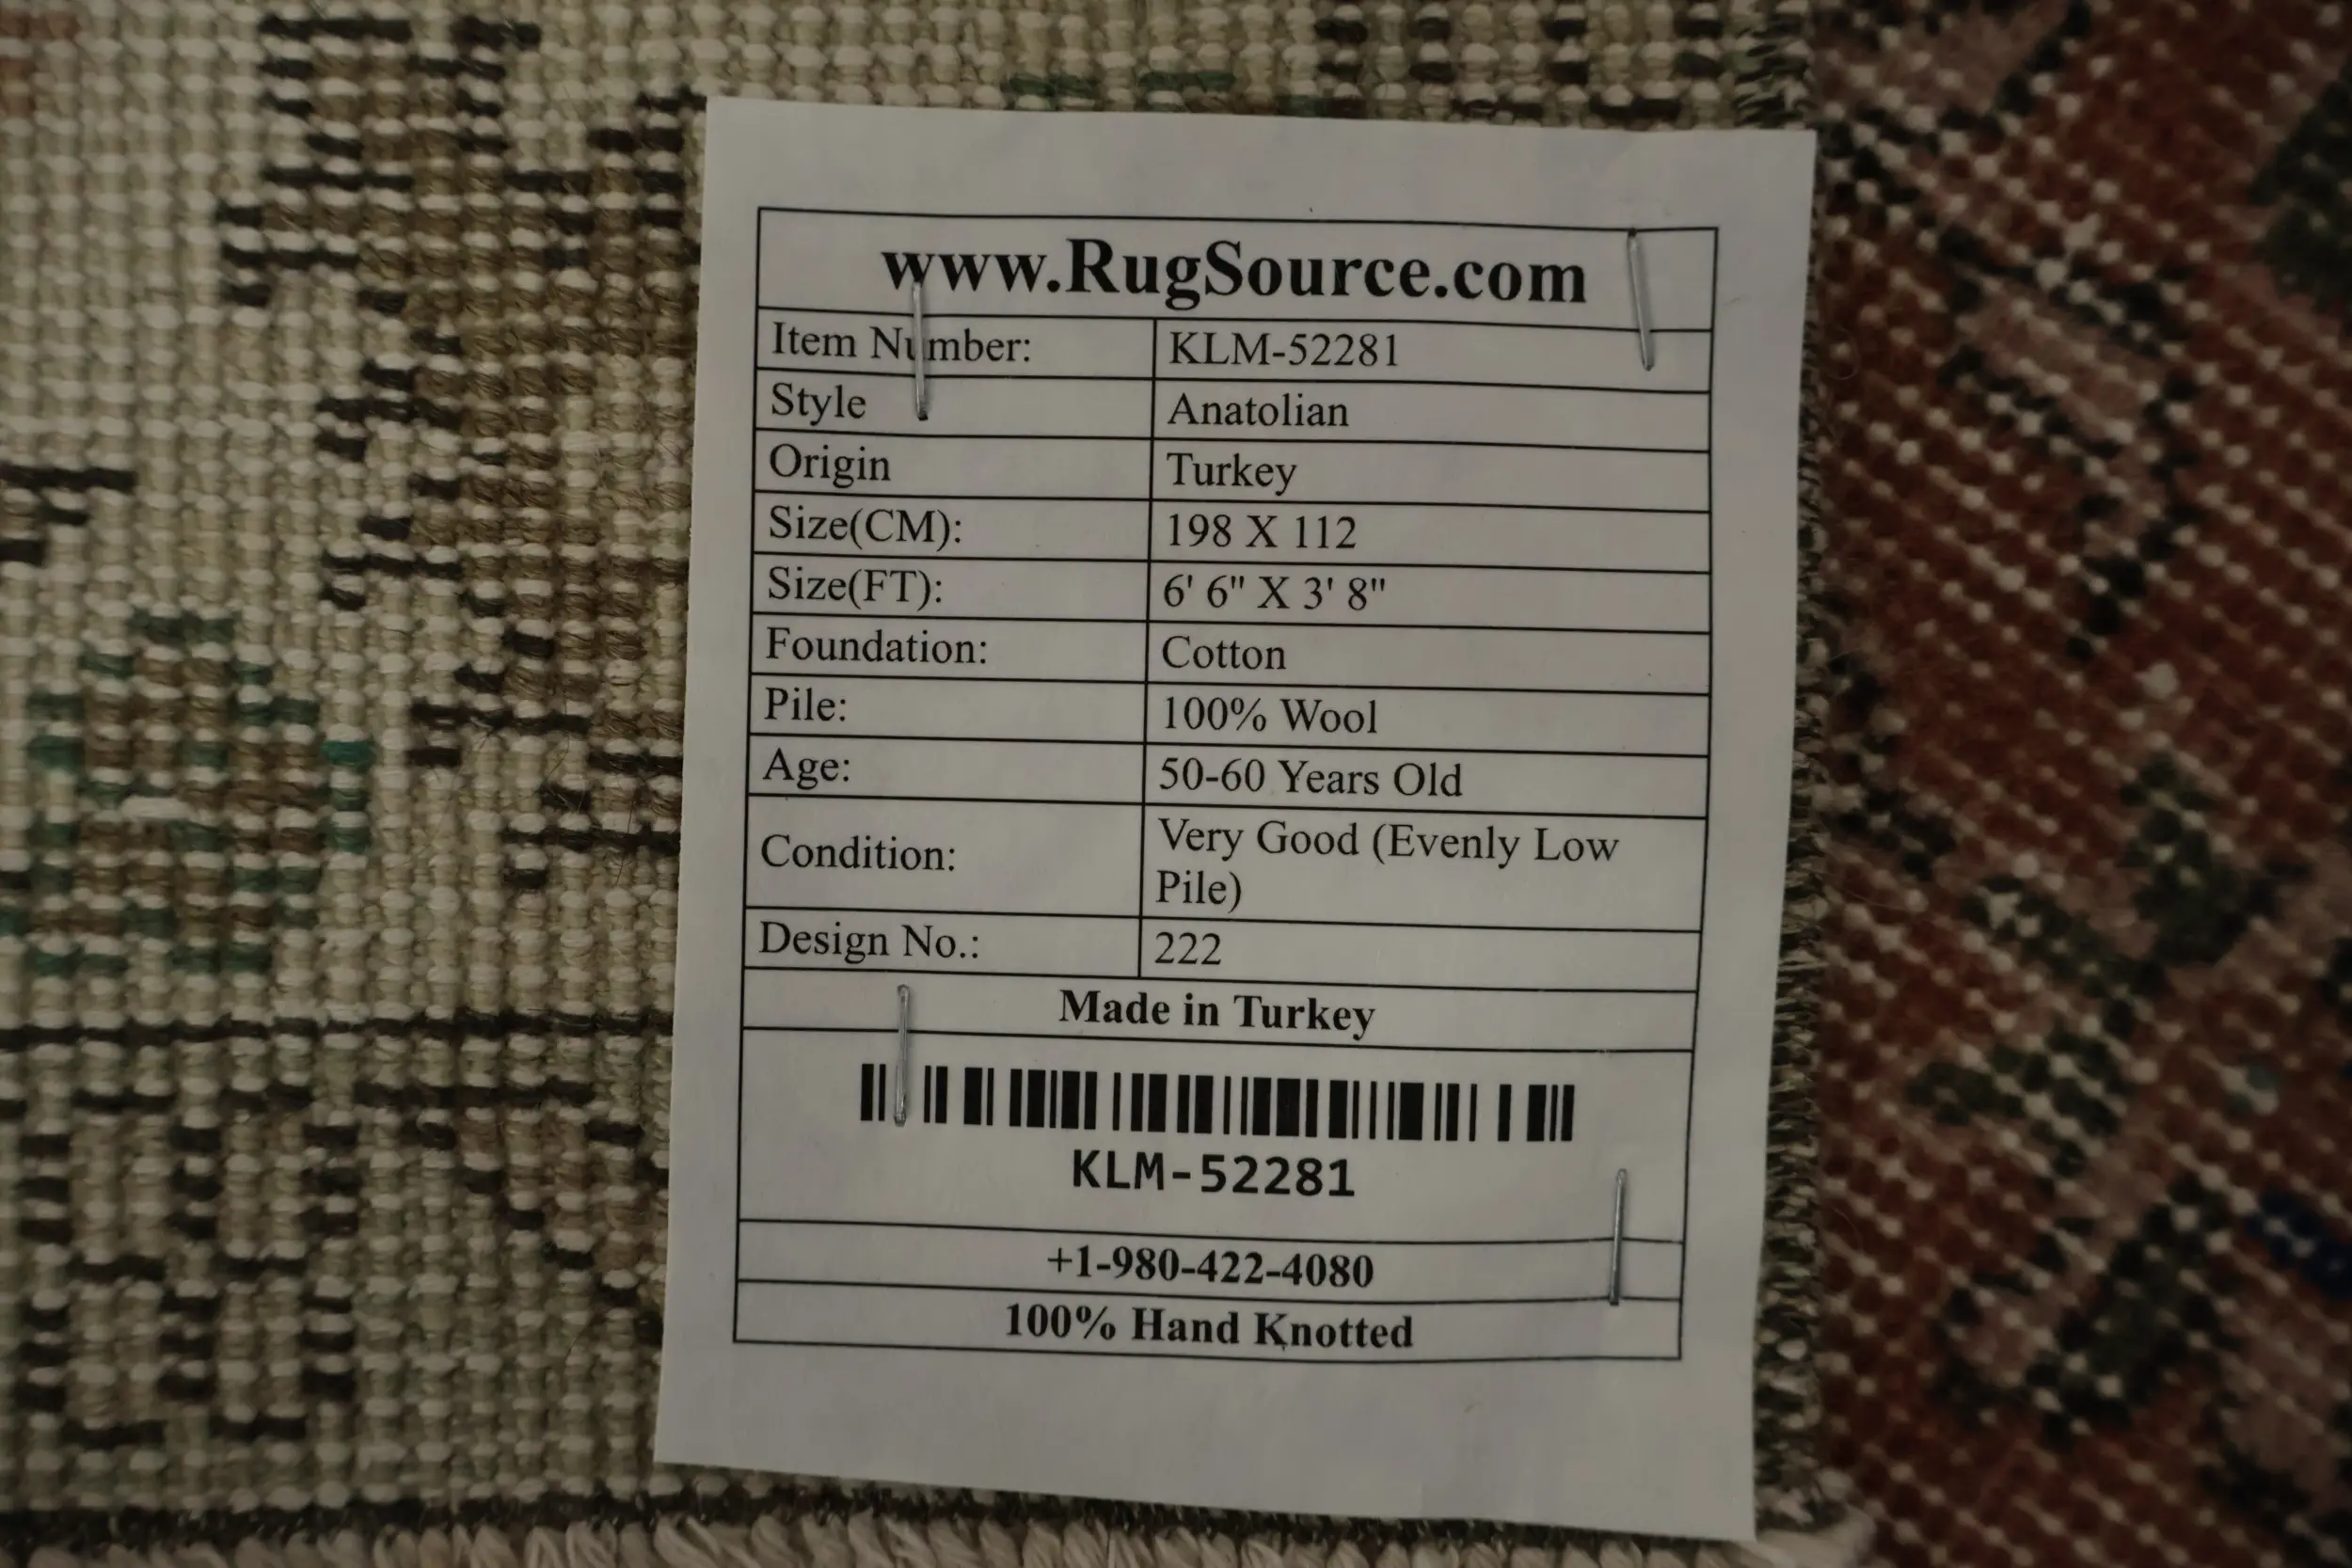 www.RugSource.com
Item Number: KLM-52281
Style Anatolian
Origin Turkey
Size(CM): 198 X 112
Size(FT): 6' 6" X 3' 8"
Foundation: Cotton
Pile: 100% Wool
Age: 50-60 Years Old
Condition: Very Good (Evenly Low
Pile)
Design No.: 222
Made in Turkey
KLM-52281
+1-980-422-4080
100% Hand Knotted